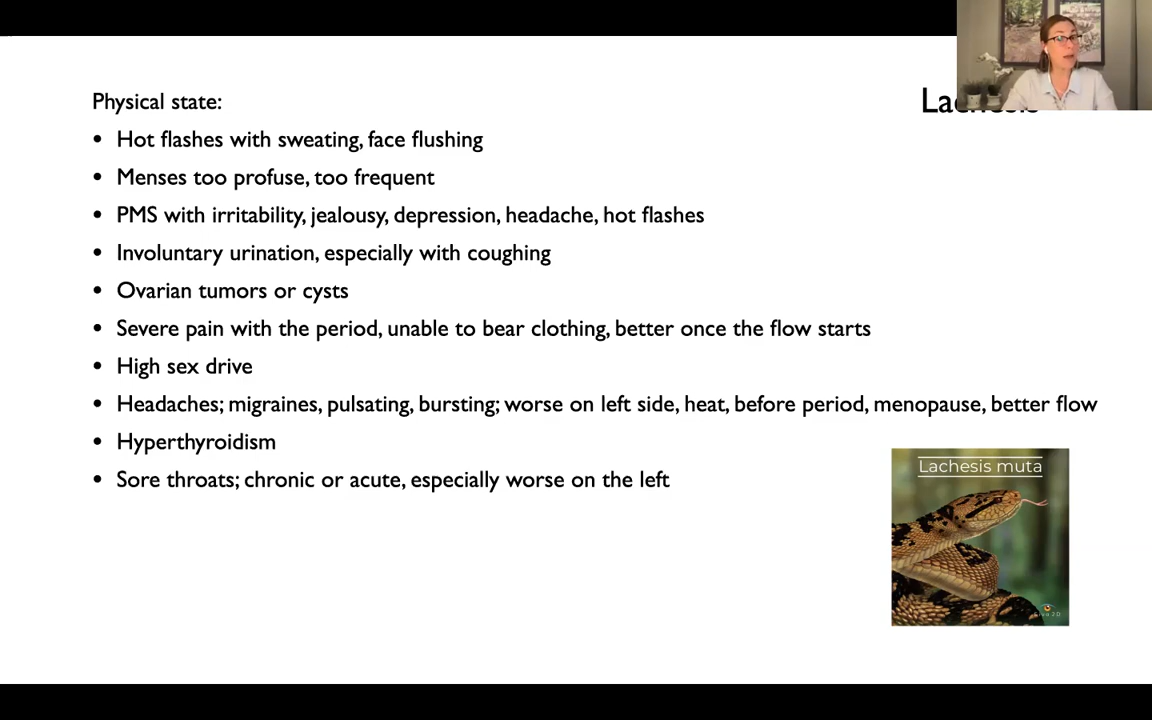 Physical state:
Lachesis
• Hot flashes with sweating, face flushing
• Menses too profuse, too frequent
• PMS with irritability, jealousy, depression, headache, hot flashes
• Involuntary urination, especially with coughing
• Ovarian tumors or cysts
• Severe pain with the period, unable to bear clothing, better once the flow starts
• High sex drive
• Headaches; migraines, pulsating, bursting; worse on left side, heat, before period, menopause, better flow
• Hyperthyroidism
• Sore throats; chronic or acute, especially worse on the left
Lachesis muta